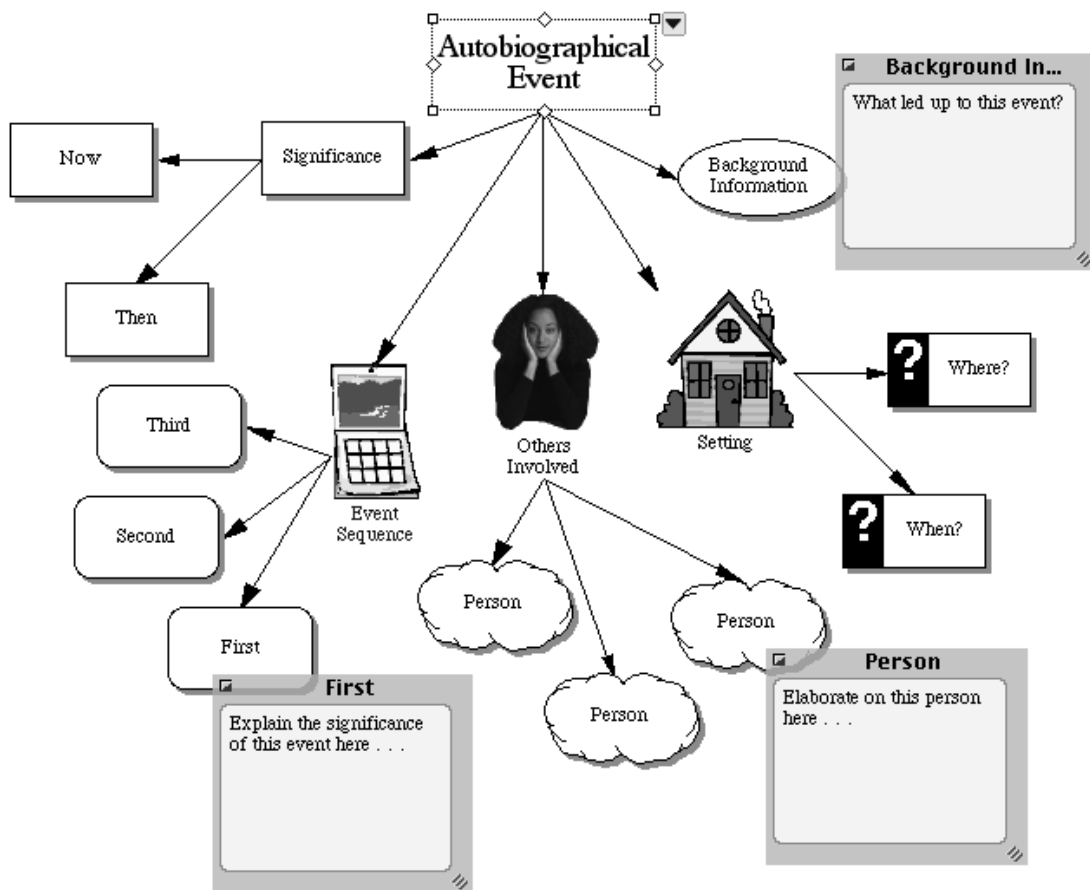 Autobiographical
Event
Background In...
What led up to this event?
Now
Significance
Background
Information
Then
? Where?
Third
Others
Involved
Setting
Second
Event
Sequence
? When?
Person
Person
First
Person
First
Explain the significance
of this event here . . .
Person
Elaborate on this person
here . . .